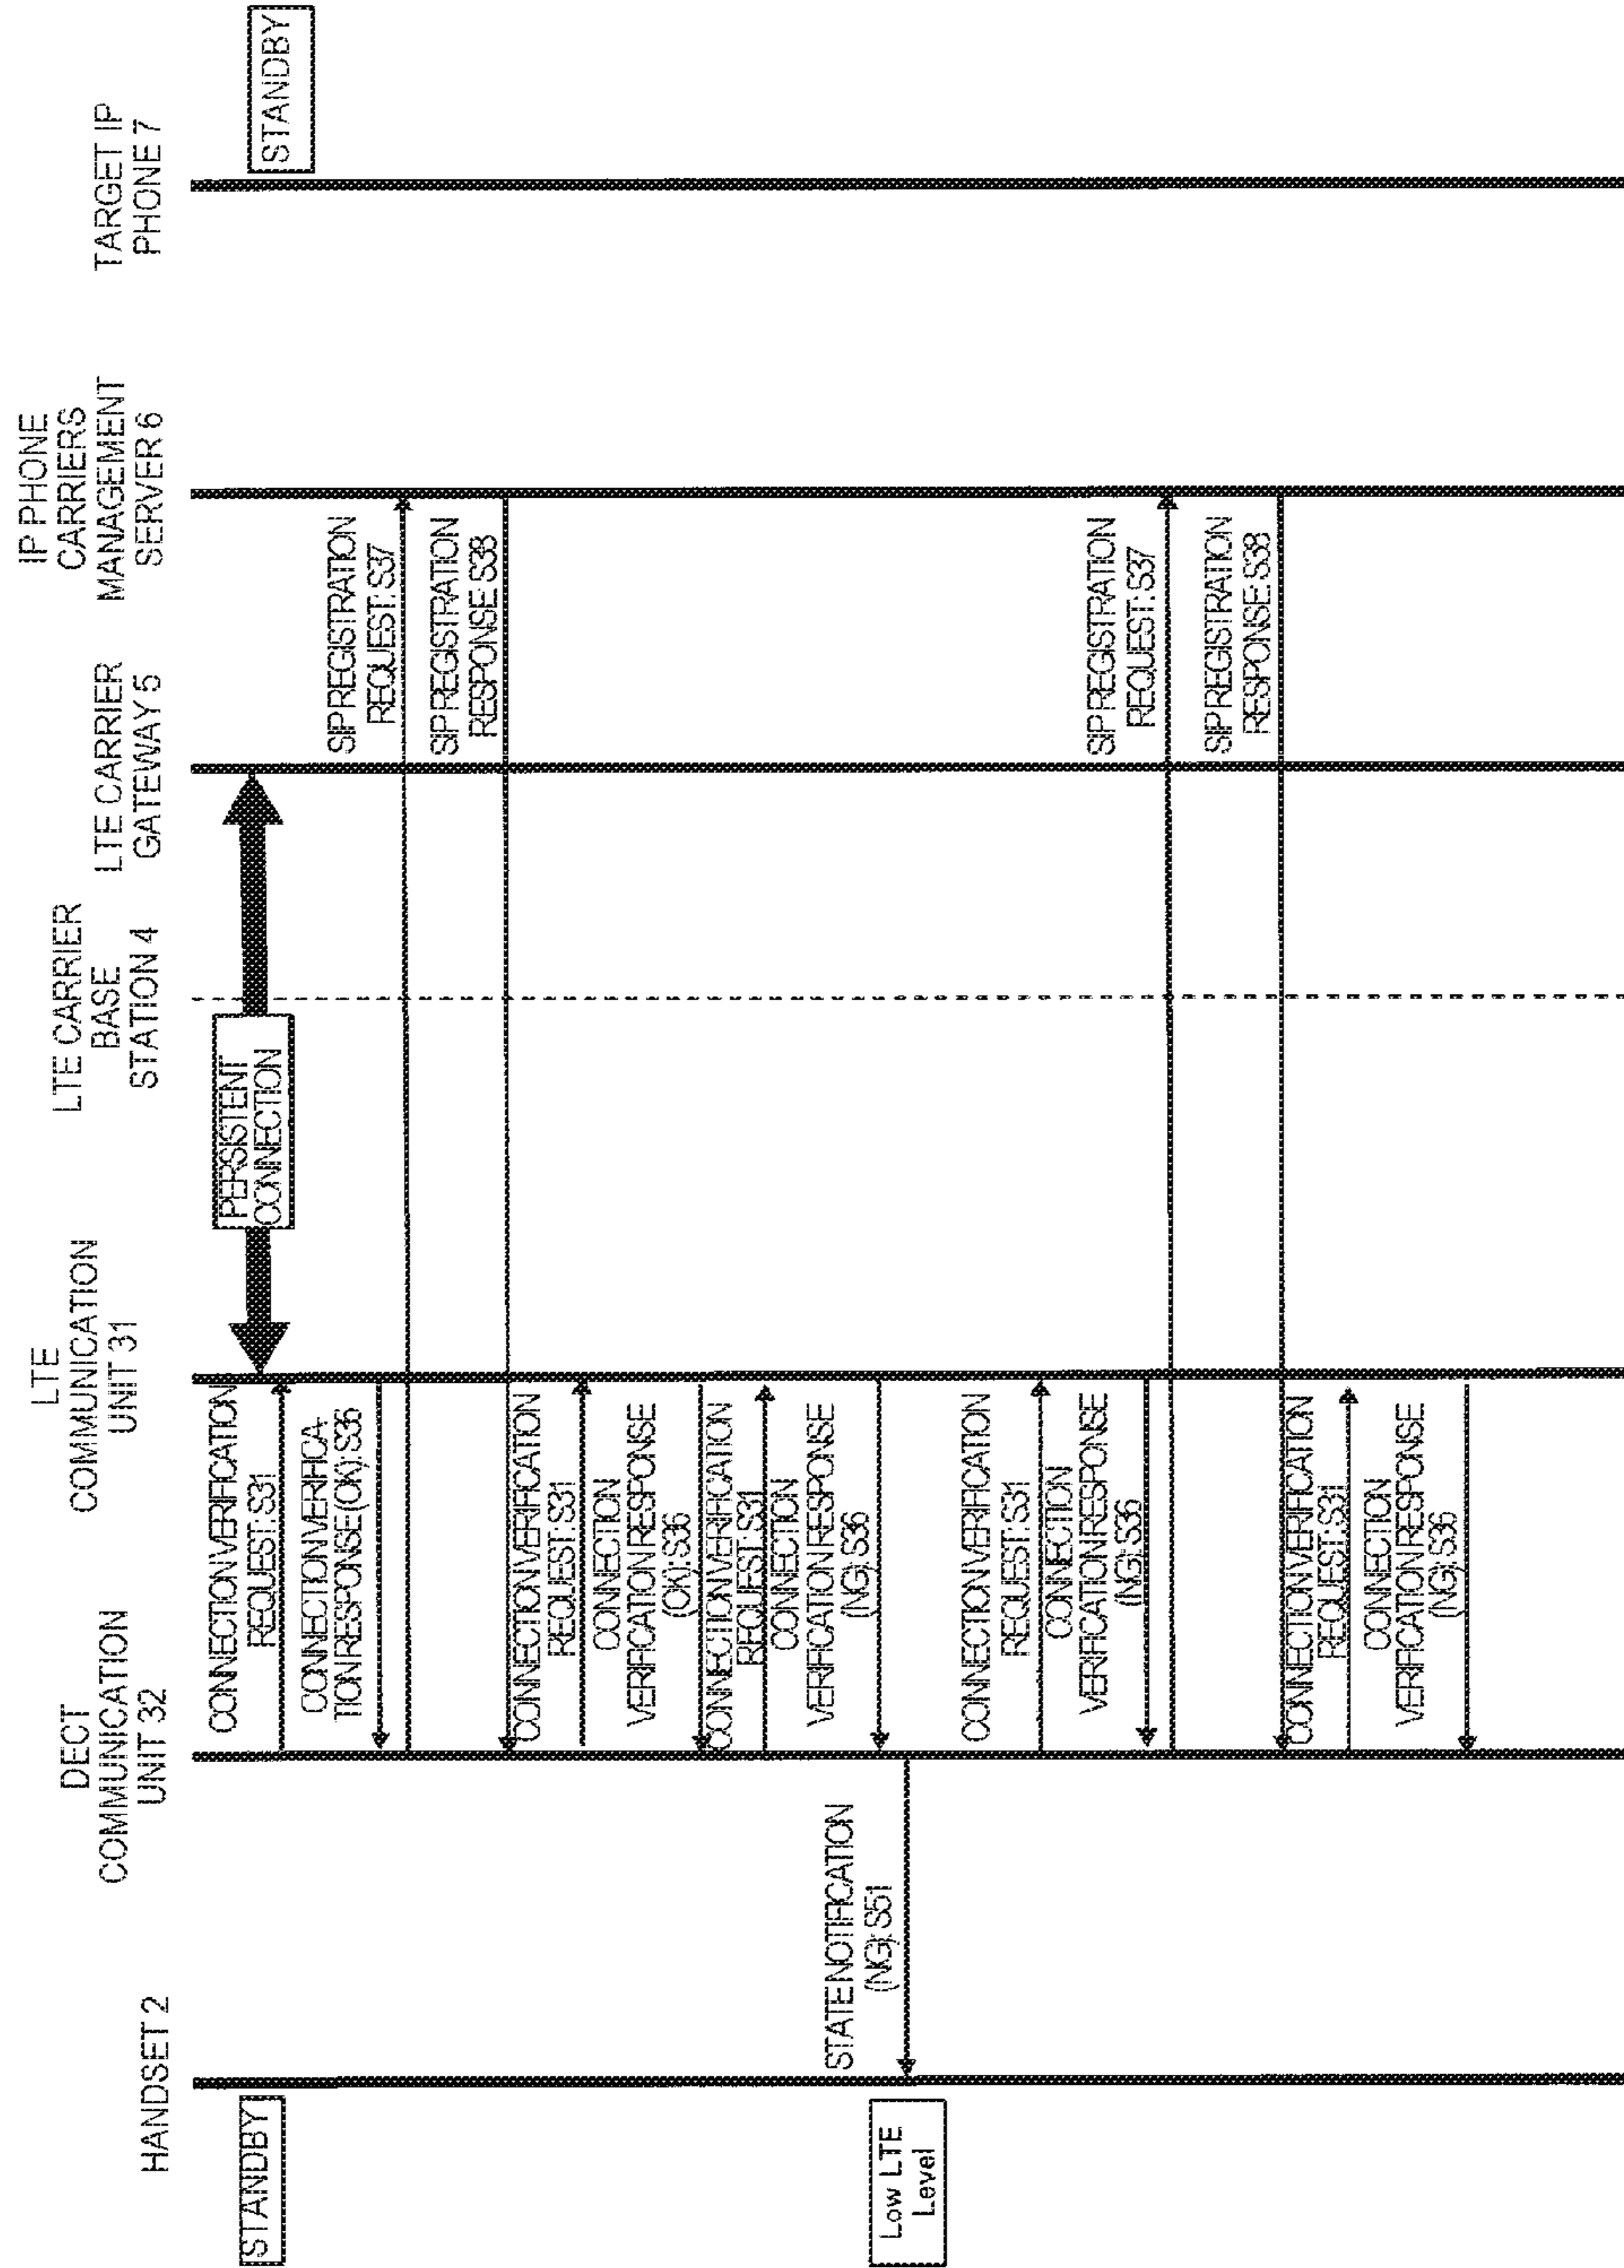 HANDSET 2
DECT
COMMUNICATION
UNIT 32
LTE
COMMUNICATION
UNIT 31
LTE CARRIER
BASE
STATION 4
LTE CARRIER
GATEWAY 5
IP PHONE
CARRIERS
MANAGEMENT
SERVER 6
TARGET IP
PHONE 7
STANDBY
PERSISTENT
CONNECTION
STANDBY
CONNECTION VERIFICATION
REQUEST: S31
CONNECTION VERIFICA-
TION RESPONSE (OK): S36
SIP REGISTRATION
REQUEST: S37
SIP REGISTRATION
RESPONSE: S38
CONNECTION VERIFICATION
REQUEST: S31
CONNECTION
VERIFICATION RESPONSE
(OK): S36
CONNECTION VERIFICATION
REQUEST: S31
CONNECTION
VERIFICATION RESPONSE
(NG): S36
STATE NOTIFICATION
(NG): S51
Low LTE
Level
CONNECTION VERIFICATION
REQUEST: S31
CONNECTION
VERIFICATION RESPONSE
(NG): S36
SIP REGISTRATION
REQUEST: S37
SIP REGISTRATION
RESPONSE: S38
CONNECTION VERIFICATION
REQUEST: S31
CONNECTION
VERIFICATION RESPONSE
(NG): S36